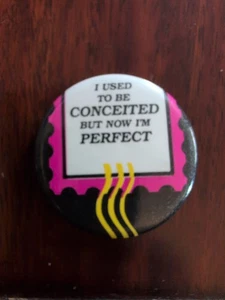 I USED
TO BE
CONCEITED
BUT NOW I'M
PERFECT